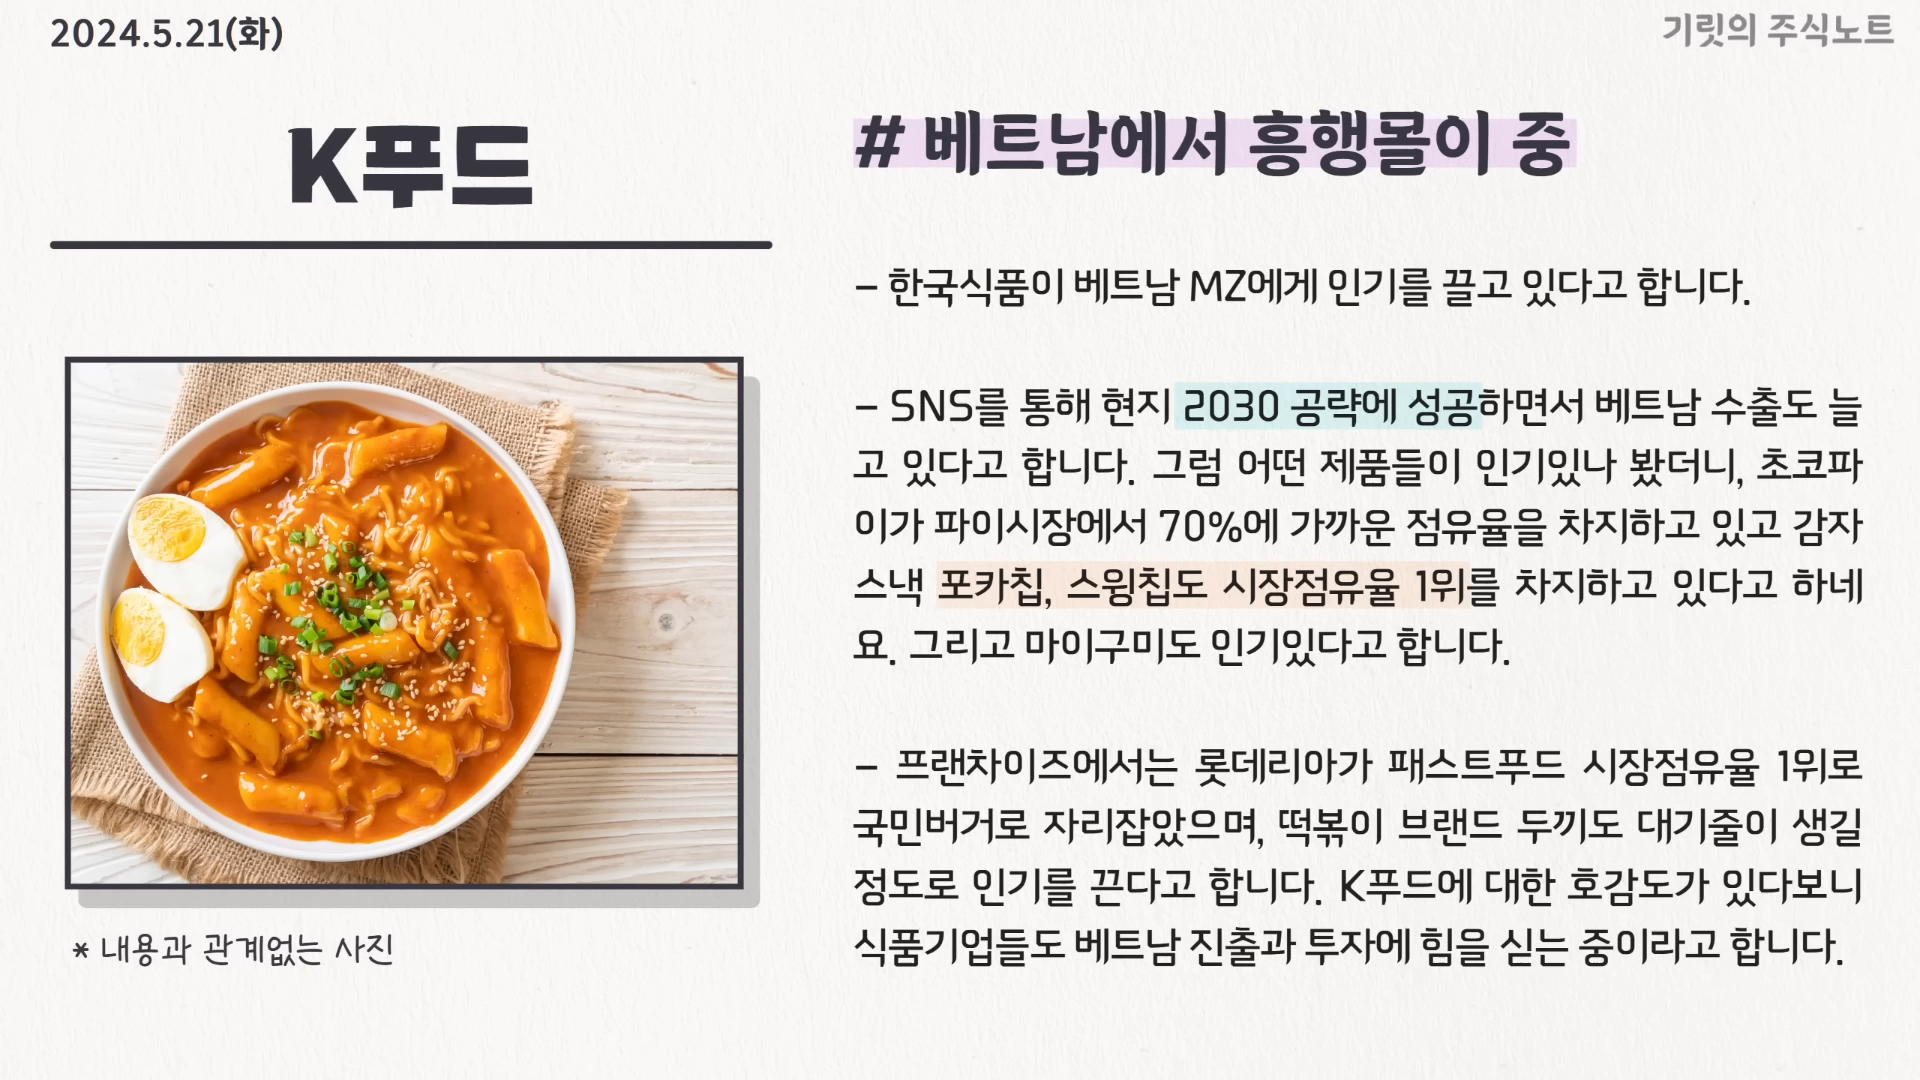 2024.5.21(화)
기릿의 주식노트
K푸드
* 내용과 관계없는 사진
# 베트남에서 흥행몰이 중
– 한국식품이 베트남 MZ에게 인기를 끌고 있다고 합니다.
– SNS를 통해 현지 2030 공략에 성공하면서 베트남 수출도 늘
고 있다고 합니다. 그럼 어떤 제품들이 인기있나 봤더니, 초코파
이가 파이시장에서 70%에 가까운 점유율을 차지하고 있고 감자
스낵 포카칩, 스윙칩도 시장점유율 1위를 차지하고 있다고 하네
요. 그리고 마이구미도 인기있다고 합니다.
– 프랜차이즈에서는 롯데리아가 패스트푸드 시장점유율 1위로
국민버거로 자리잡았으며, 떡볶이 브랜드 두끼도 대기줄이 생길
정도로 인기를 끈다고 합니다. K푸드에 대한 호감도가 있다보니
식품기업들도 베트남 진출과 투자에 힘을 싣는 중이라고 합니다.